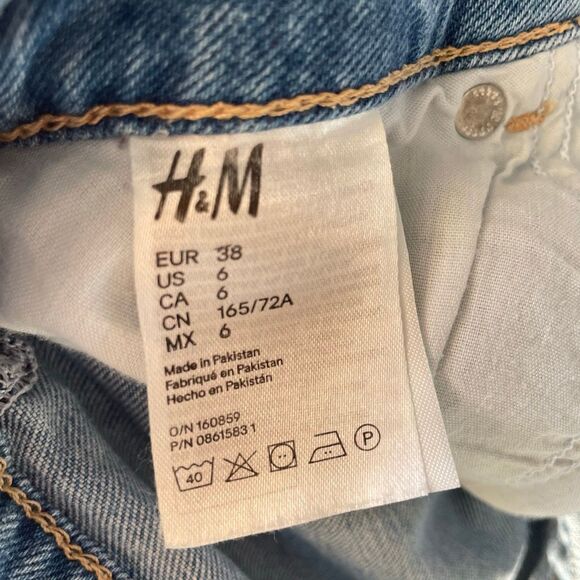 H&M
EUR 38
US 6
CA 6
CN 165/72A
MX 6
Made in Pakistan
Fabriqué en Pakistan
Hecho en Pakistán
O/N 160859
P/N 0861583 1
40
P